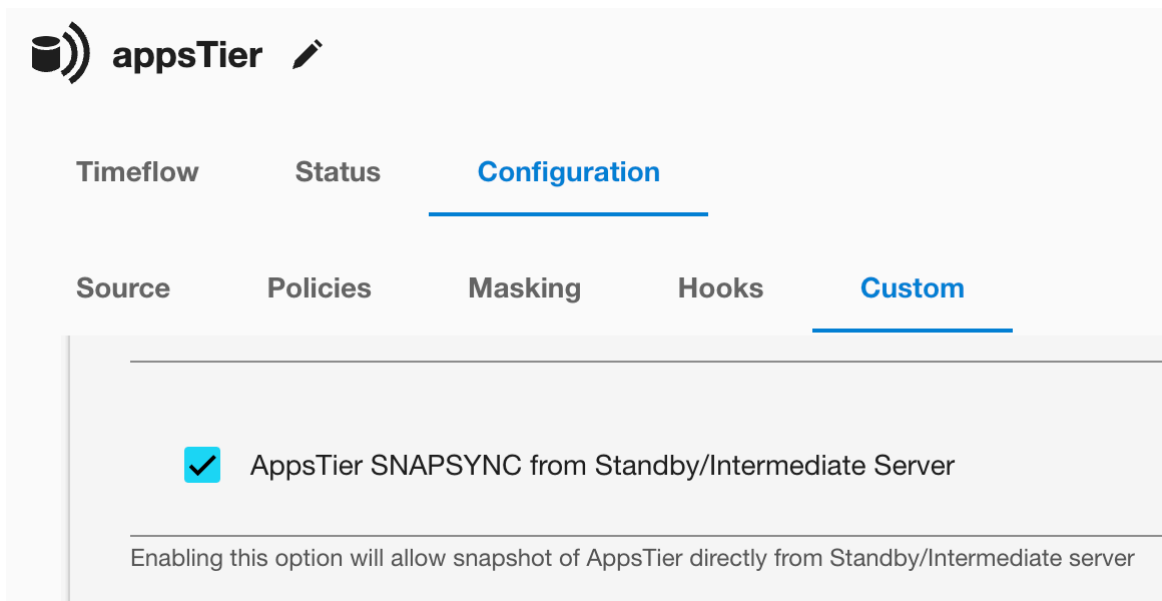 appsTier
Timeflow Status Configuration
Source Policies Masking Hooks Custom
AppsTier SNAPSYNC from Standby/Intermediate Server
Enabling this option will allow snapshot of AppsTier directly from Standby/Intermediate server